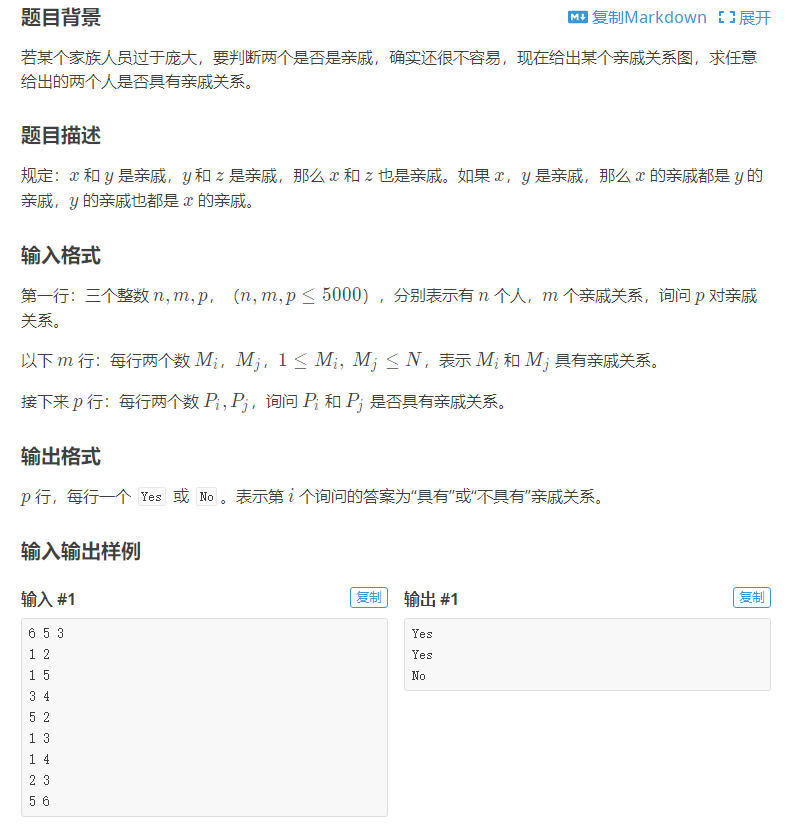 题目背景
复制Markdown 展开
若某个家族人员过于庞大，要判断两个是否是亲戚，确实还很不容易，现在给出某个亲戚关系图，求任意
给出的两个人是否具有亲戚关系。
题目描述
规定：x 和 y 是亲戚，y 和 z 是亲戚，那么 x 和 z 也是亲戚。如果 x，y 是亲戚，那么 x 的亲戚都是 y 的
亲戚，y 的亲戚也都是 x 的亲戚。
输入格式
第一行：三个整数 n, m, p，（n, m, p ≤ 5000），分别表示有 n 个人，m 个亲戚关系，询问 p 对亲戚
关系。
以下 m 行：每行两个数 M_i，M_j，1 ≤ M_i, M_j ≤ N，表示 M_i 和 M_j 具有亲戚关系。
接下来 p 行：每行两个数 P_i, P_j，询问 P_i 和 P_j 是否具有亲戚关系。
输出格式
p 行，每行一个 Yes 或 No。表示第 i 个询问的答案为“具有”或“不具有”亲戚关系。
输入输出样例
输入 #1 复制
6 5 3
1 2
1 5
3 4
5 2
1 3
1 4
2 3
5 6
输出 #1 复制
Yes
Yes
No